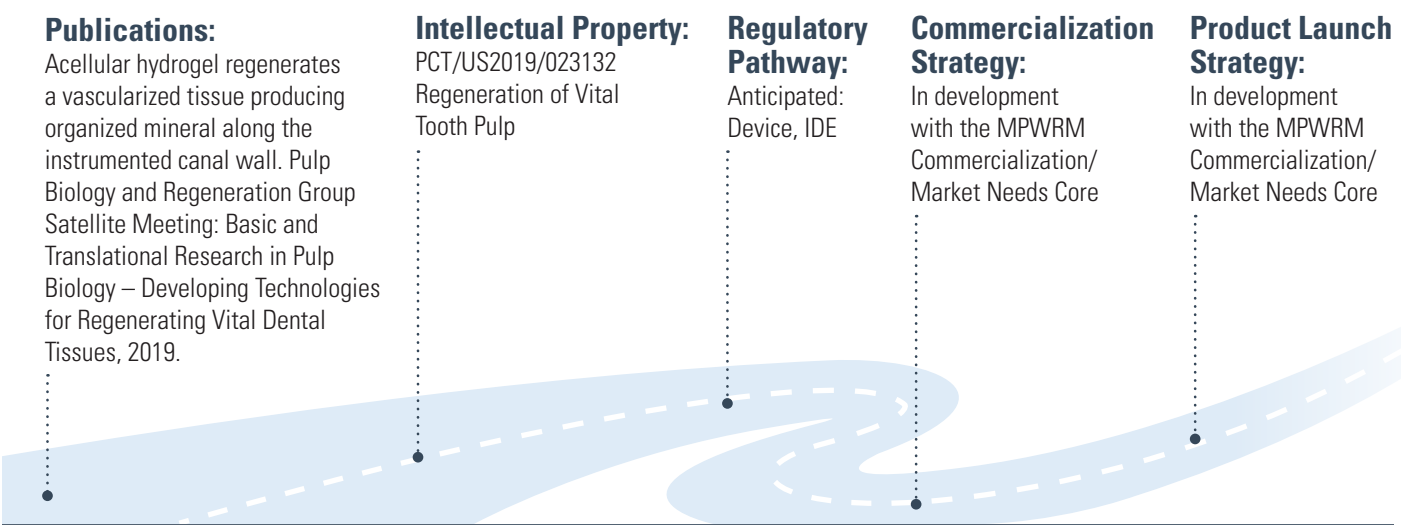 Publications:
Acellular hydrogel regenerates
a vascularized tissue producing
organized mineral along the
instrumented canal wall. Pulp
Biology and Regeneration Group
Satellite Meeting: Basic and
Translational Research in Pulp
Biology – Developing Technologies
for Regenerating Vital Dental
Tissues, 2019.
Intellectual Property:
PCT/US2019/023132
Regeneration of Vital
Tooth Pulp
Regulatory
Pathway:
Anticipated:
Device, IDE
Commercialization
Strategy:
In development
with the MPWRM
Commercialization/
Market Needs Core
Product Launch
Strategy:
In development
with the MPWRM
Commercialization/
Market Needs Core